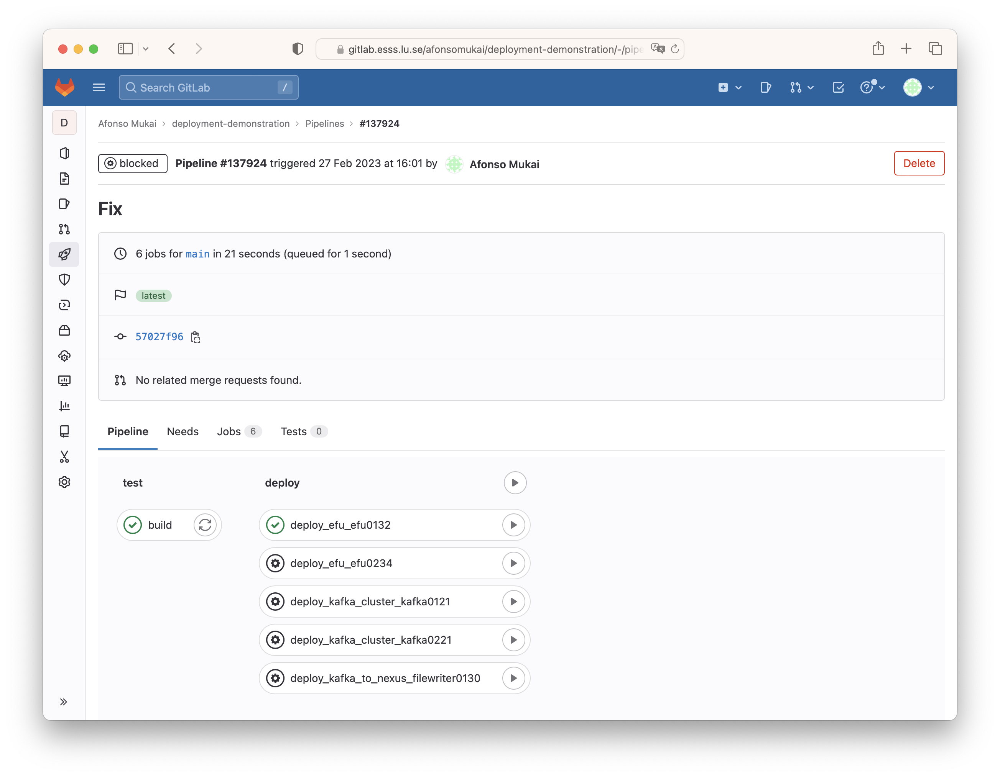 gitlab.esss.lu.se/afonsomukai/deployment-demonstration/-/pipe
Search GitLab /
D
Afonso Mukai > deployment-demonstration > Pipelines > #137924
blocked Pipeline #137924 triggered 27 Feb 2023 at 16:01 by Afonso Mukai Delete
Fix
6 jobs for main in 21 seconds (queued for 1 second)
latest
57027f96
No related merge requests found.
Pipeline Needs Jobs 6 Tests 0
test deploy
build deploy_efu_efu0132
deploy_efu_efu0234
deploy_kafka_cluster_kafka0121
deploy_kafka_cluster_kafka0221
deploy_kafka_to_nexus_filewriter0130